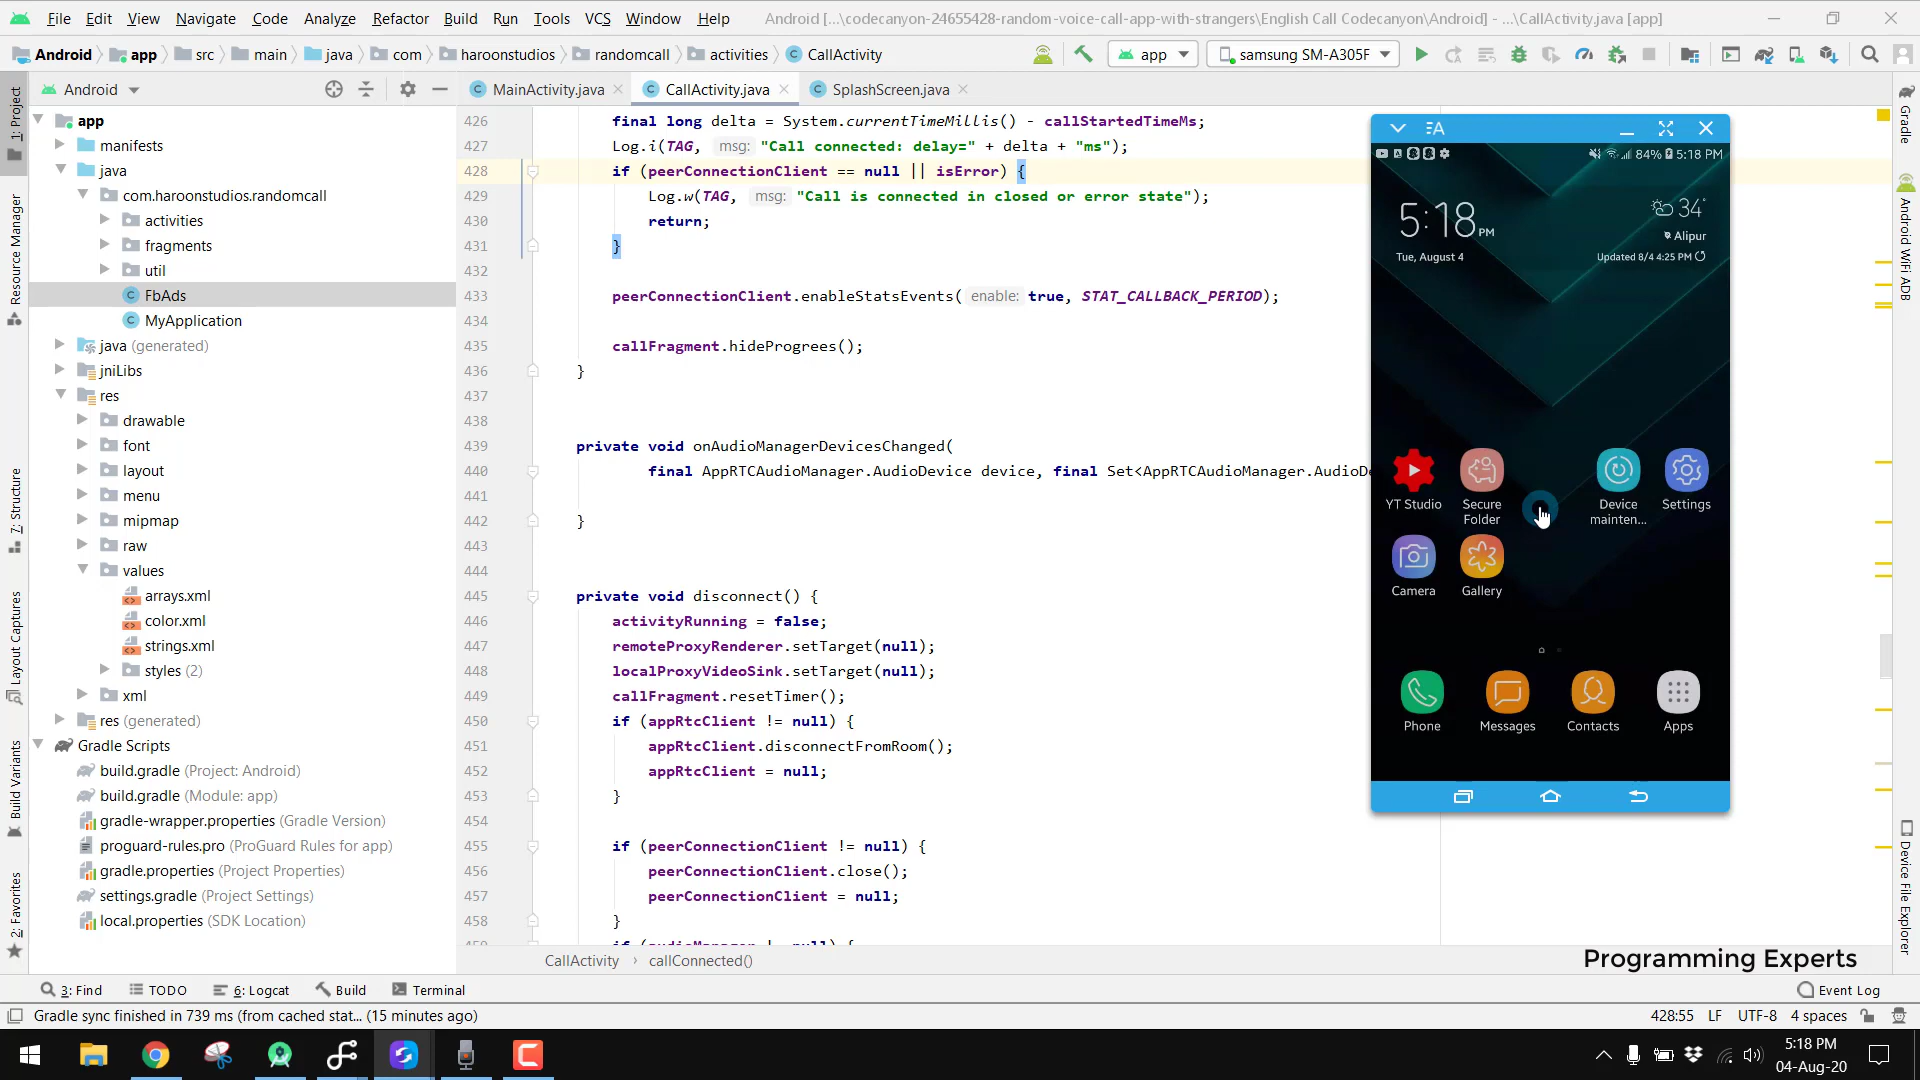 File Edit View Navigate Code Analyze Refactor Build Run Tools VCS Window Help Android [...\codecanyon-24655428-random-voice-call-app-with-strangers\English Call Codecanyon\Android] - ...\CallActivity.java [app]
Android app src main java com haroonstudios randomcall activities CallActivity app samsung SM-A305F
Android
MainActivity.java CallActivity.java SplashScreen.java
1: Project
Resource Manager
7: Structure
Layout Captures
Build Variants
2: Favorites
app
manifests
java
com.haroonstudios.randomcall
activities
fragments
util
FbAds
MyApplication
java (generated)
jniLibs
res
drawable
font
layout
menu
mipmap
raw
values
arrays.xml
color.xml
strings.xml
styles (2)
xml
res (generated)
Gradle Scripts
build.gradle (Project: Android)
build.gradle (Module: app)
gradle-wrapper.properties (Gradle Version)
proguard-rules.pro (ProGuard Rules for app)
gradle.properties (Project Properties)
settings.gradle (Project Settings)
local.properties (SDK Location)
426 final long delta = System.currentTimeMillis() - callStartedTimeMs;
427 Log.i(TAG, msg: "Call connected: delay=" + delta + "ms");
428 if (peerConnectionClient == null || isError) {
429 Log.w(TAG, msg: "Call is connected in closed or error state");
430 return;
431 }
432
433 peerConnectionClient.enableStatsEvents( enable: true, STAT_CALLBACK_PERIOD);
434
435 callFragment.hideProgrees();
436 }
437
438
439 private void onAudioManagerDevicesChanged(
440 final AppRTCAudioManager.AudioDevice device, final Set<AppRTCAudioManager.AudioDe
441
442 }
443
444
445 private void disconnect() {
446 activityRunning = false;
447 remoteProxyRenderer.setTarget(null);
448 localProxyVideoSink.setTarget(null);
449 callFragment.resetTimer();
450 if (appRtcClient != null) {
451 appRtcClient.disconnectFromRoom();
452 appRtcClient = null;
453 }
454
455 if (peerConnectionClient != null) {
456 peerConnectionClient.close();
457 peerConnectionClient = null;
458 }
CallActivity callConnected()
84% 5:18 PM
5:18 PM
Tue, August 4
34°
Alipur
Updated 8/4 4:25 PM
YT Studio
Secure Folder
Device mainten...
Settings
Camera
Gallery
Phone
Messages
Contacts
Apps
Gradle
Android WiFi ADB
Device File Explorer
Programming Experts
3: Find TODO 6: Logcat Build Terminal Event Log
Gradle sync finished in 739 ms (from cached stat... (15 minutes ago) 428:55 LF UTF-8 4 spaces
5:18 PM
04-Aug-20